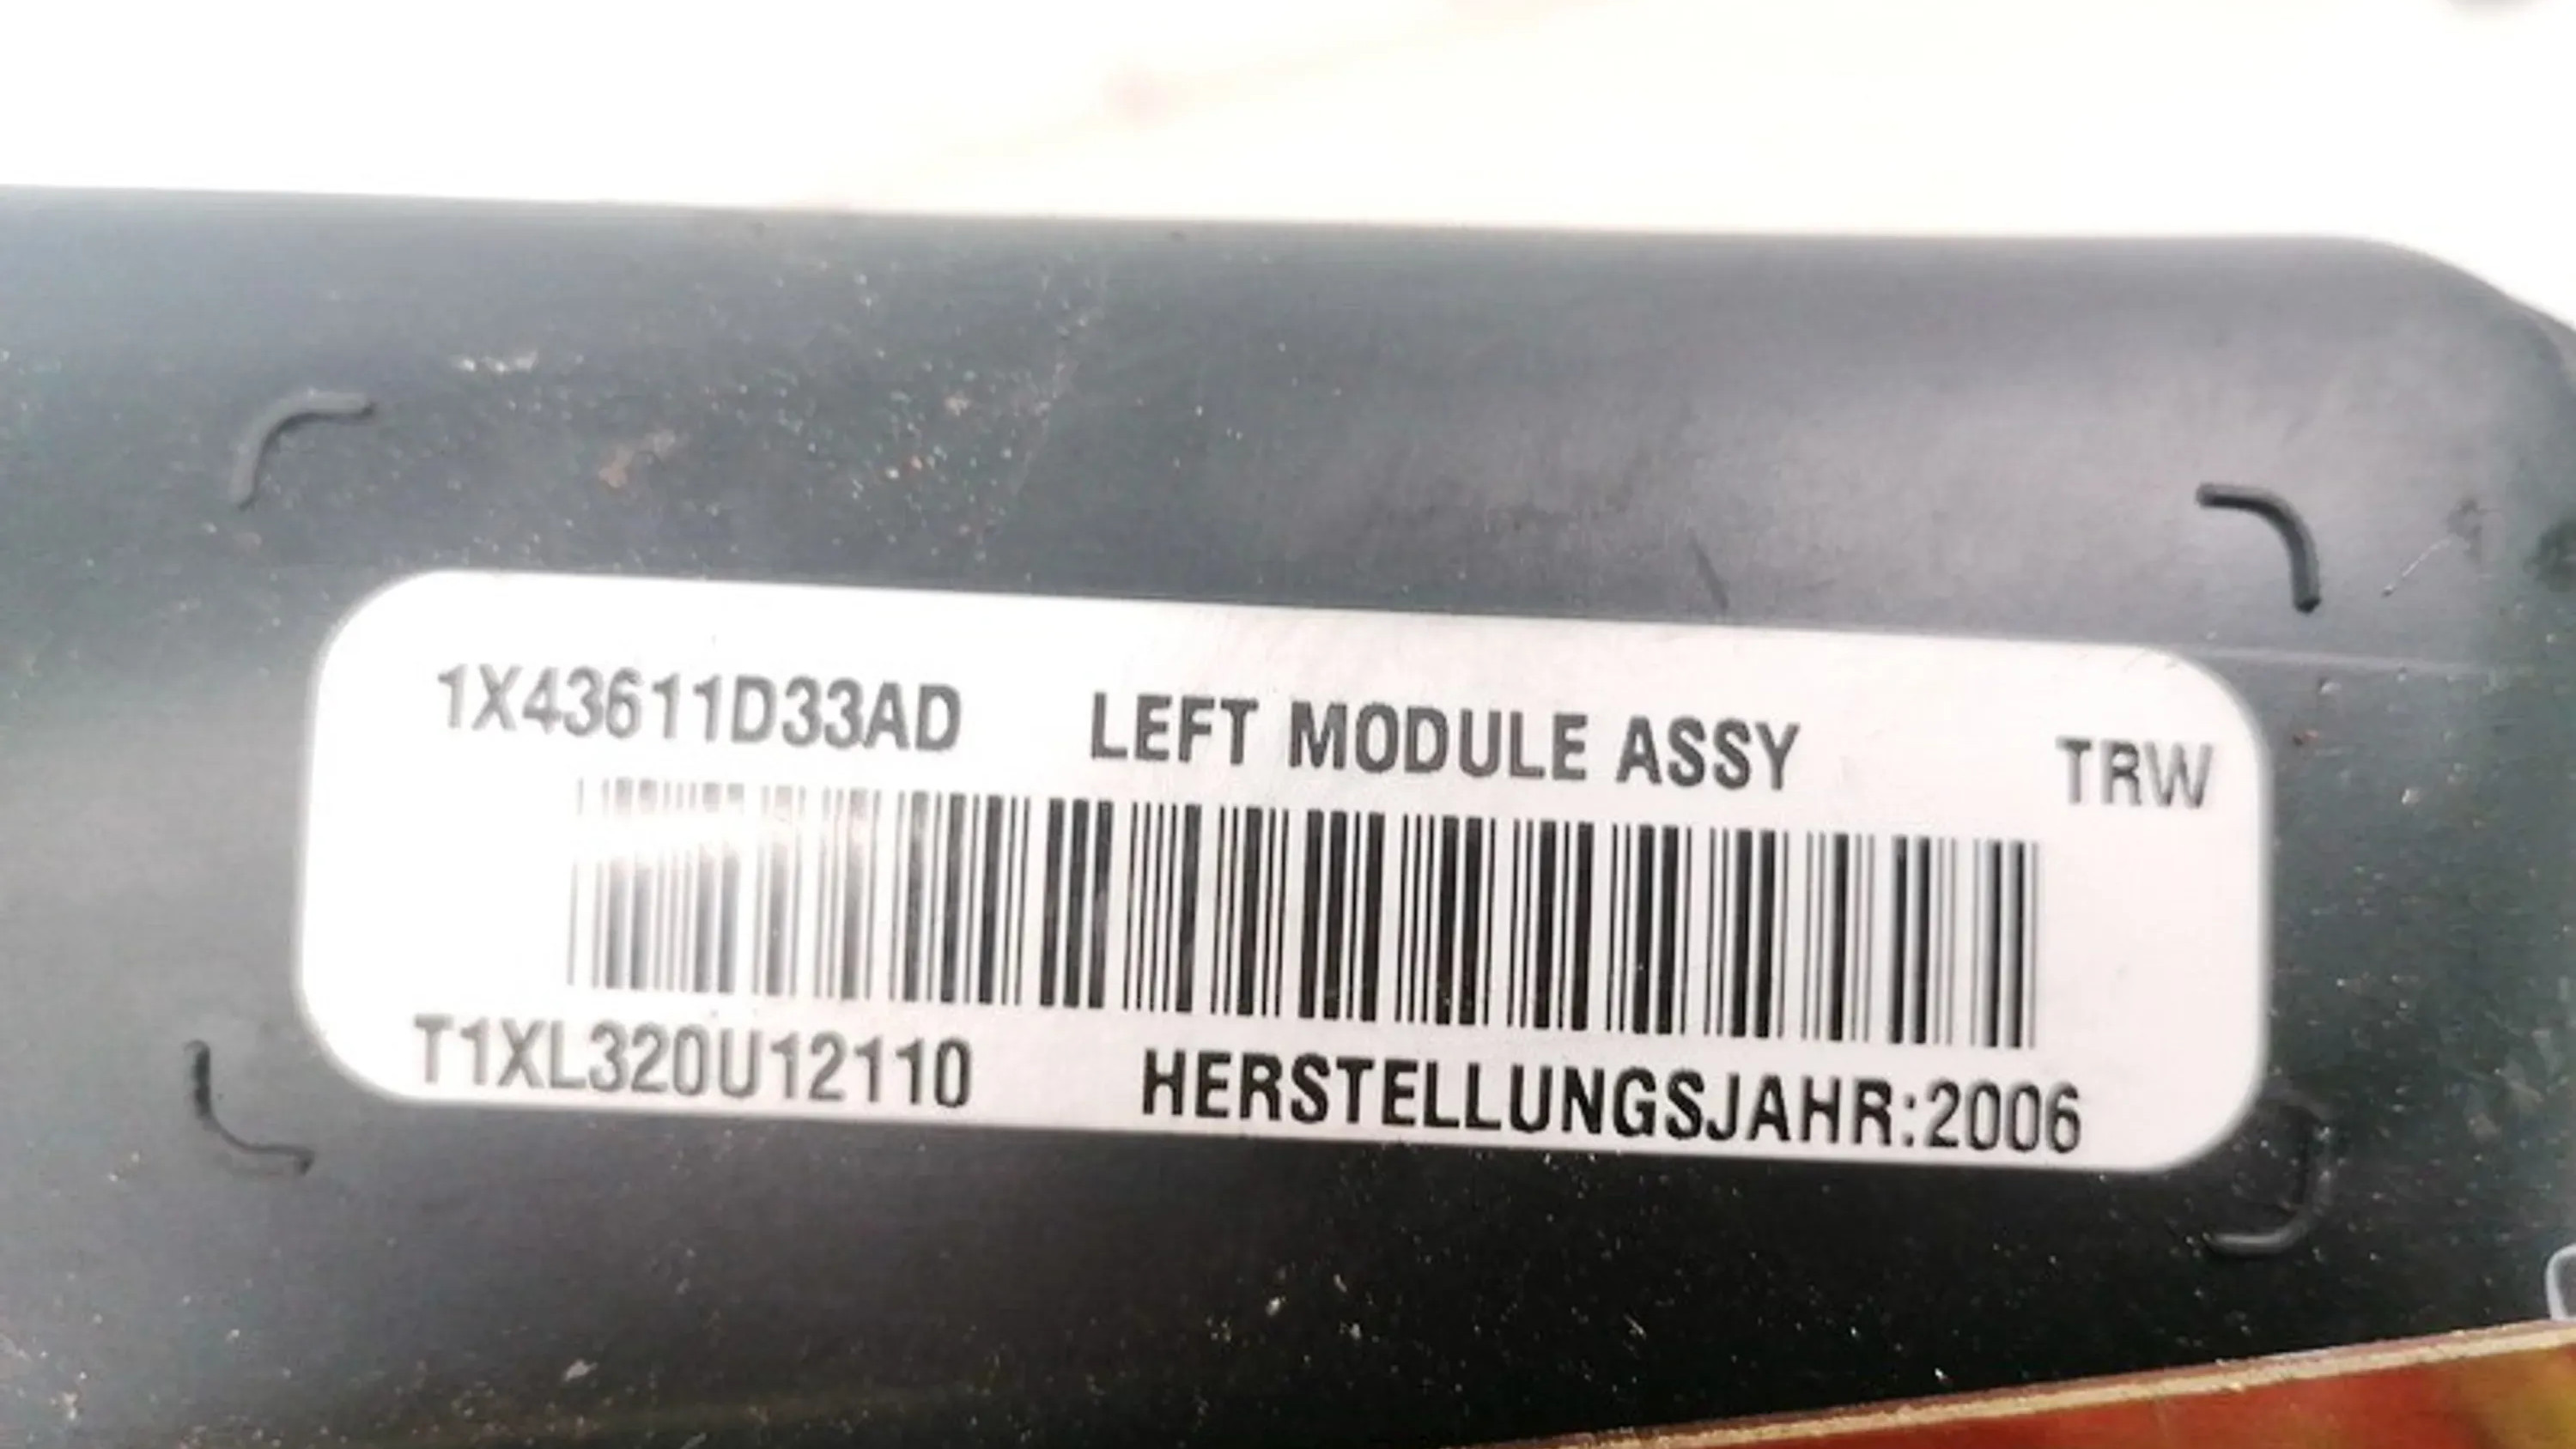 1X43611D33AD LEFT MODULE ASSY TRW
T1XL320U12110 HERSTELLUNGSJAHR:2006